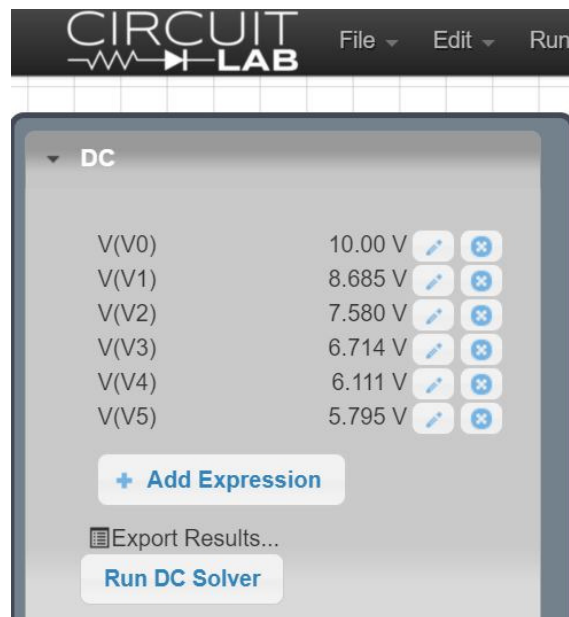 CIRCUIT
LAB
File Edit Run
DC
V(V0) 10.00 V
V(V1) 8.685 V
V(V2) 7.580 V
V(V3) 6.714 V
V(V4) 6.111 V
V(V5) 5.795 V
+ Add Expression
Export Results...
Run DC Solver